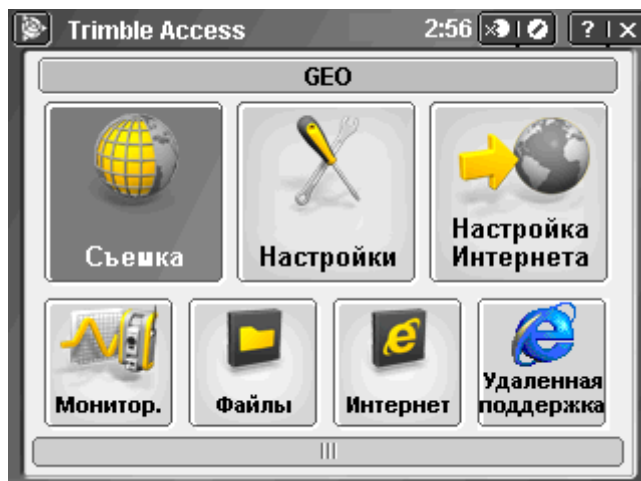 Trimble Access 2:56 ? X
GEO
Съемка
Настройки
Настройка
Интернета
Монитор.
Файлы
Интернет
Удаленная
поддержка